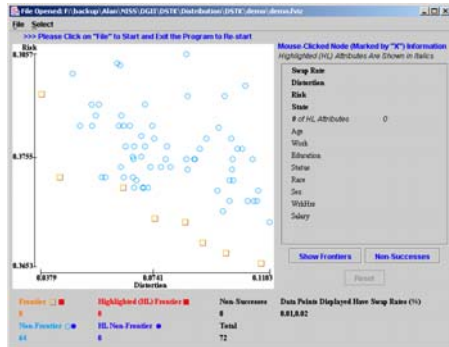 File Opened: F:\backup\Alan\NISS\DGII\DSTK\Distribution\DSTK\demo\demo.fviz
File Select
>>> Please Click on "File" to Start and Exit the Program to Re-start
Risk
0.3857
0.3755
0.3653
0.0379 0.0741 0.1103
Distortion
Mouse-Clicked Node (Marked by "X") Information
Highlighted (HL) Attributes Are Shown in Italics
Swap Rate
Distortion
Risk
State
# of HL Attributes 0
Age
Work
Education
Status
Race
Sex
WrkHrs
Salary
Show Frontiers Non-Successes
Reset
Frontier Highlighted (HL) Frontier Non-Successes Data Points Displayed Have Swap Rates (%)
8 0 0 0.01,0.02
Non-Frontier HL Non-Frontier Total
64 0 72